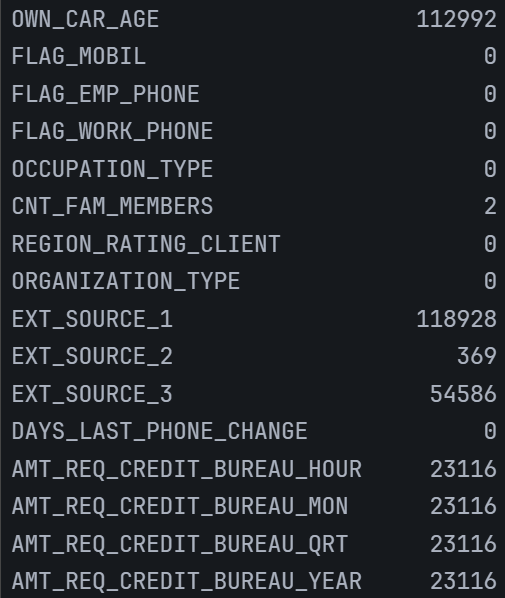 OWN_CAR_AGE 112992
FLAG_MOBIL 0
FLAG_EMP_PHONE 0
FLAG_WORK_PHONE 0
OCCUPATION_TYPE 0
CNT_FAM_MEMBERS 2
REGION_RATING_CLIENT 0
ORGANIZATION_TYPE 0
EXT_SOURCE_1 118928
EXT_SOURCE_2 369
EXT_SOURCE_3 54586
DAYS_LAST_PHONE_CHANGE 0
AMT_REQ_CREDIT_BUREAU_HOUR 23116
AMT_REQ_CREDIT_BUREAU_MON 23116
AMT_REQ_CREDIT_BUREAU_QRT 23116
AMT_REQ_CREDIT_BUREAU_YEAR 23116